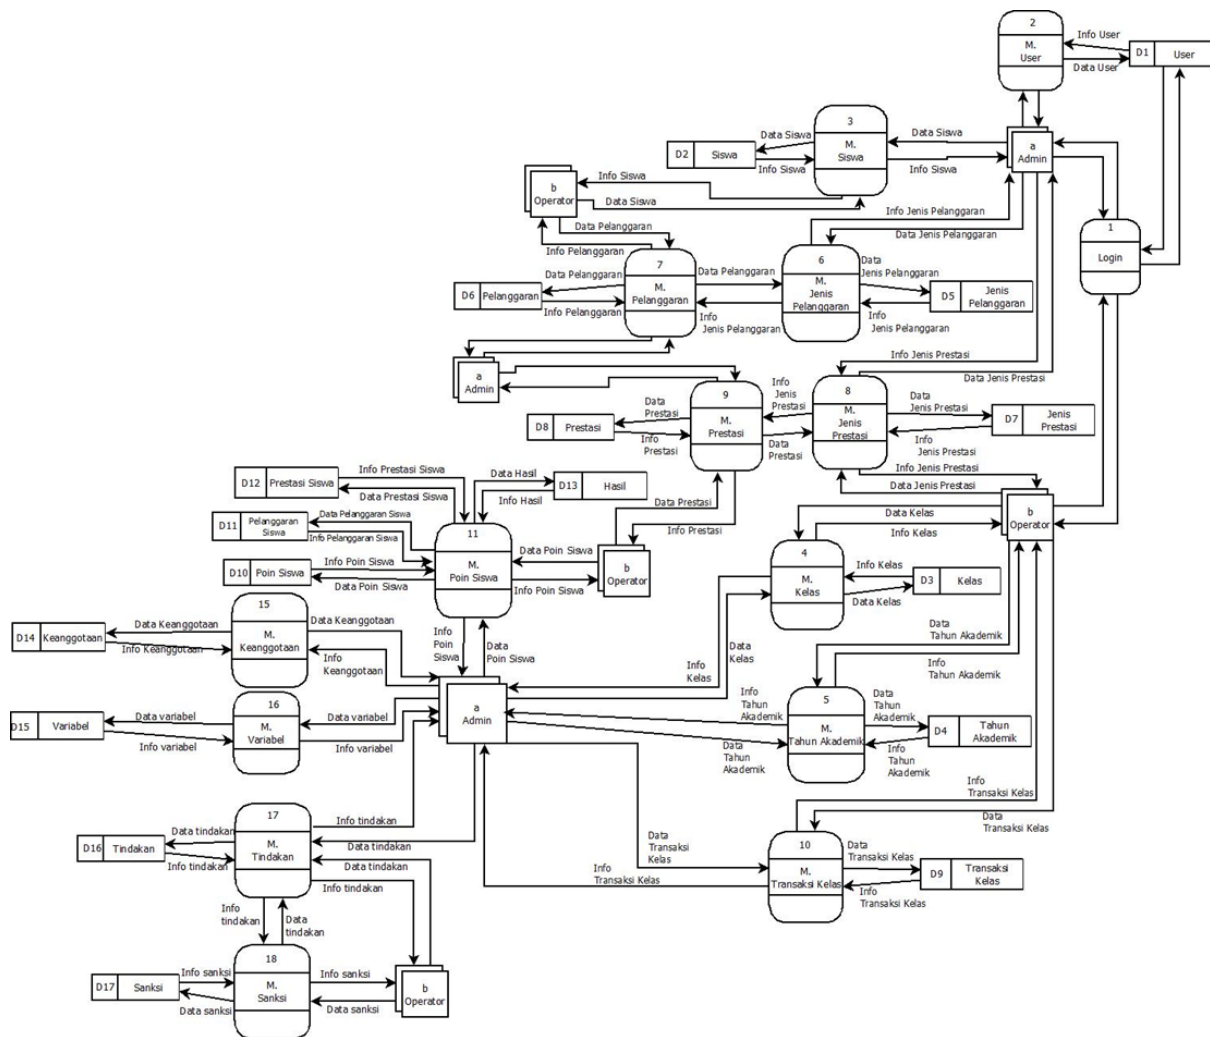 2
M.
User
Info User
Data User
D1 User
3
M.
Siswa
Data Siswa
Info Siswa
D2 Siswa
Data Siswa
Info Siswa
a
Admin
b
Operator
Info Siswa
Data Siswa
1
Login
Data Pelanggaran
Info Pelanggaran
Info Jenis Pelanggaran
Data Jenis Pelanggaran
7
M.
Pelanggaran
D6 Pelanggaran
Data Pelanggaran
Info Pelanggaran
Data Pelanggaran
Info
Jenis Pelanggaran
6
M.
Jenis
Pelanggaran
Data
Jenis Pelanggaran
Info
Jenis Pelanggaran
D5 Jenis
Pelanggaran
a
Admin
Info Jenis Prestasi
Data Jenis Prestasi
9
M.
Prestasi
D8 Prestasi
Data
Prestasi
Info
Prestasi
Info
Jenis
Prestasi
Data
Prestasi
8
M.
Jenis
Prestasi
Data
Jenis Prestasi
Info
Jenis Prestasi
D7 Jenis
Prestasi
Info Jenis Prestasi
Data Jenis Prestasi
b
Operator
D12 Prestasi Siswa
Info Prestasi Siswa
Data Prestasi Siswa
Data Hasil
Info Hasil
D13 Hasil
Data Prestasi
Info Prestasi
D11 Pelanggaran
Siswa
Data Pelanggaran Siswa
Info Pelanggaran Siswa
11
M.
Poin Siswa
D10 Poin Siswa
Info Poin Siswa
Data Poin Siswa
Data Poin Siswa
Info Poin Siswa
b
Operator
Data Kelas
Info Kelas
4
M.
Kelas
Info Kelas
Data Kelas
D3 Kelas
15
M.
Keanggotaan
D14 Keanggotaan
Data Keanggotaan
Info Keanggotaan
Data Keanggotaan
Info
Keanggotaan
Info
Poin
Siswa
Data
Poin Siswa
Info
Kelas
Data
Kelas
Data
Tahun Akademik
Info
Tahun Akademik
16
M.
Variabel
D15 Variabel
Data variabel
Info variabel
Data variabel
Info variabel
a
Admin
Info
Tahun
Akademik
Data
Tahun
Akademik
5
M.
Tahun Akademik
Data
Tahun
Akademik
Info
Tahun
Akademik
D4 Tahun
Akademik
Info
Transaksi Kelas
Data
Transaksi Kelas
17
M.
Tindakan
D16 Tindakan
Data tindakan
Info tindakan
Info tindakan
Data tindakan
Data tindakan
Info tindakan
Info
Transaksi Kelas
Data
Transaksi
Kelas
10
M.
Transaksi Kelas
Data
Transaksi Kelas
Info
Transaksi Kelas
D9 Transaksi
Kelas
Info
tindakan
Data
tindakan
18
M.
Sanksi
D17 Sanksi
Info sanksi
Data sanksi
Info sanksi
Data sanksi
b
Operator